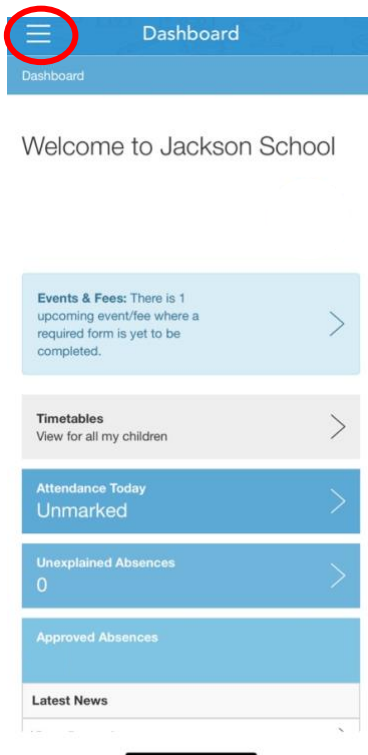 Dashboard
Dashboard
Welcome to Jackson School
Events & Fees: There is 1
upcoming event/fee where a
required form is yet to be
completed.
Timetables
View for all my children
Attendance Today
Unmarked
Unexplained Absences
0
Approved Absences
Latest News